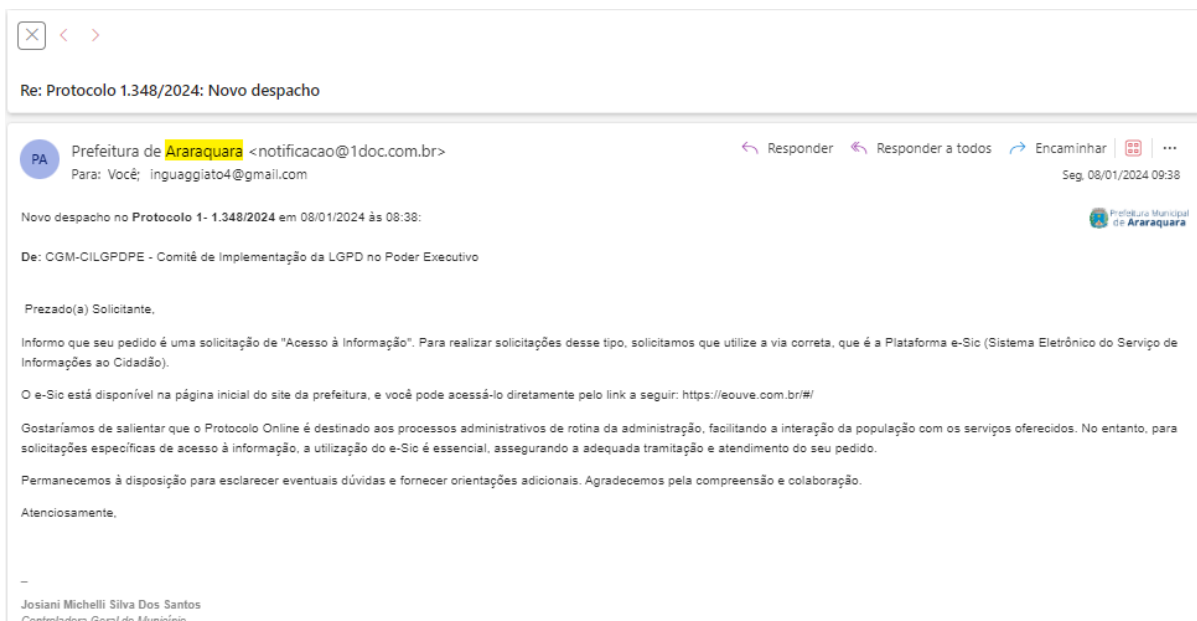 Re: Protocolo 1.348/2024: Novo despacho
PA
Prefeitura de Araraquara <notificacao@1doc.com.br>
Responder
Responder a todos
Encaminhar
Para: Você; inguaggiato4@gmail.com
Seg, 08/01/2024 09:38
Novo despacho no Protocolo 1- 1.348/2024 em 08/01/2024 às 08:38:
Prefeitura Municipal
de Araraquara
De: CGM-CILGPDPE - Comitê de Implementação da LGPD no Poder Executivo
Prezado(a) Solicitante,
Informo que seu pedido é uma solicitação de "Acesso à Informação". Para realizar solicitações desse tipo, solicitamos que utilize a via correta, que é a Plataforma e-Sic (Sistema Eletrônico do Serviço de
Informações ao Cidadão).
O e-Sic está disponível na página inicial do site da prefeitura, e você pode acessá-lo diretamente pelo link a seguir: https://eouve.com.br/#/
Gostaríamos de salientar que o Protocolo Online é destinado aos processos administrativos de rotina da administração, facilitando a interação da população com os serviços oferecidos. No entanto, para
solicitações específicas de acesso à informação, a utilização do e-Sic é essencial, assegurando a adequada tramitação e atendimento do seu pedido.
Permanecemos à disposição para esclarecer eventuais dúvidas e fornecer orientações adicionais. Agradecemos pela compreensão e colaboração.
Atenciosamente,
_
Josiani Michelli Silva Dos Santos
Controladora Geral do Município